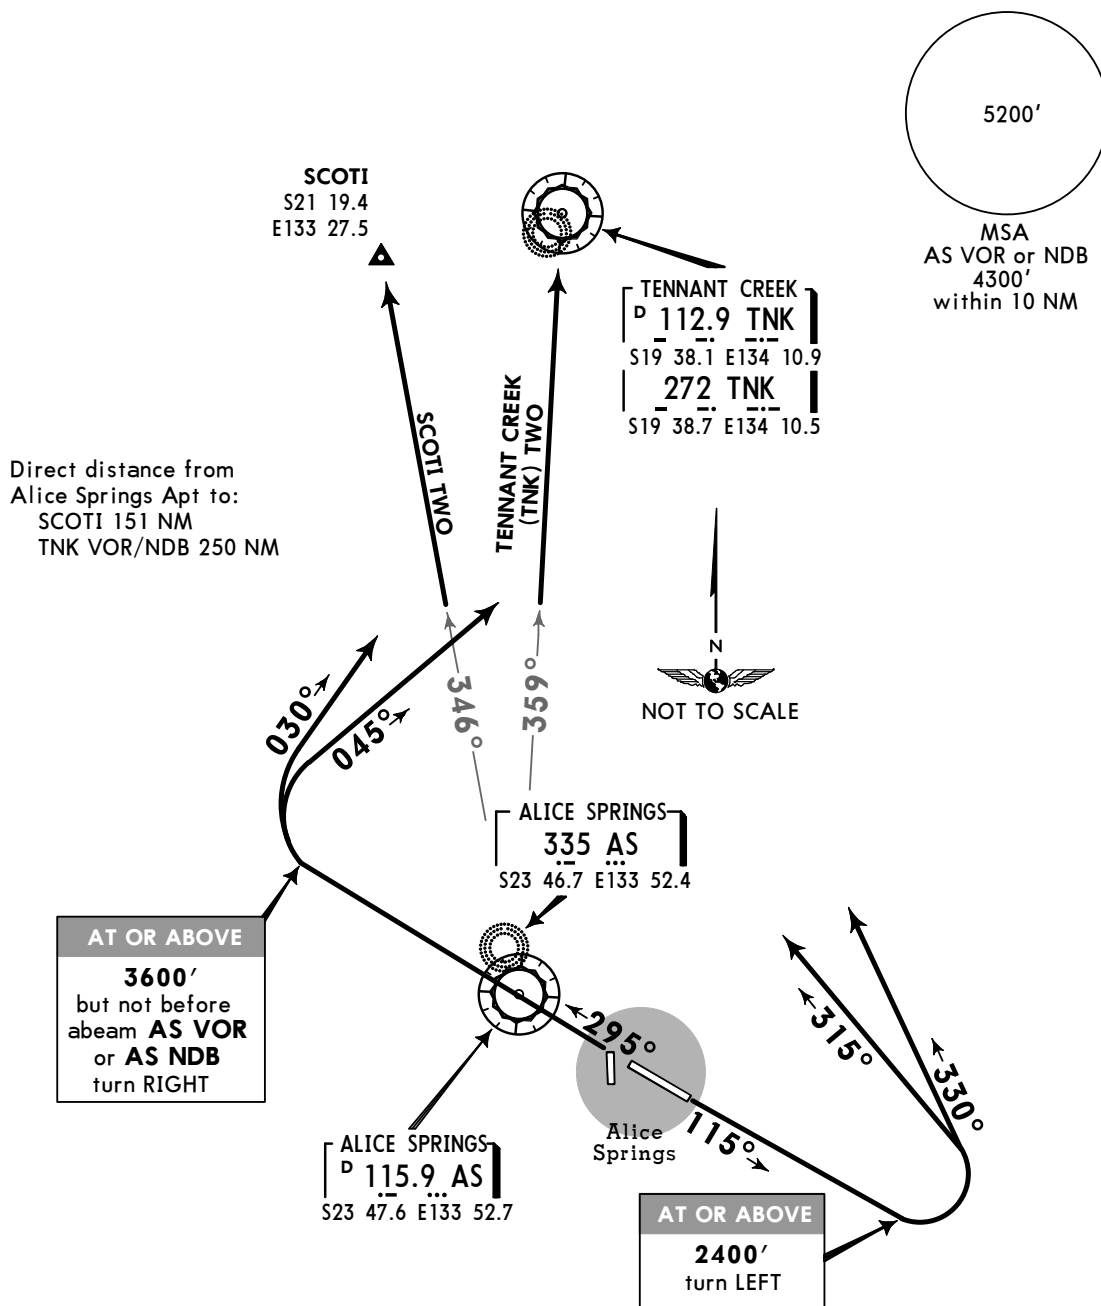 5200'
MSA
AS VOR or NDB
4300'
within 10 NM
SCOTI
S21 19.4
E133 27.5
TENNANT CREEK
D 112.9 TNK
S19 38.1 E134 10.9
272 TNK
S19 38.7 E134 10.5
SCOTI TWO
TENNANT CREEK
(TNK) TWO
Direct distance from
Alice Springs Apt to:
SCOTI 151 NM
TNK VOR/NDB 250 NM
N
NOT TO SCALE
030°
045°
346°
359°
ALICE SPRINGS
335 AS
S23 46.7 E133 52.4
AT OR ABOVE
3600'
but not before
abeam AS VOR
or AS NDB
turn RIGHT
295°
315°
330°
115°
Alice
Springs
ALICE SPRINGS
D 115.9 AS
S23 47.6 E133 52.7
AT OR ABOVE
2400'
turn LEFT